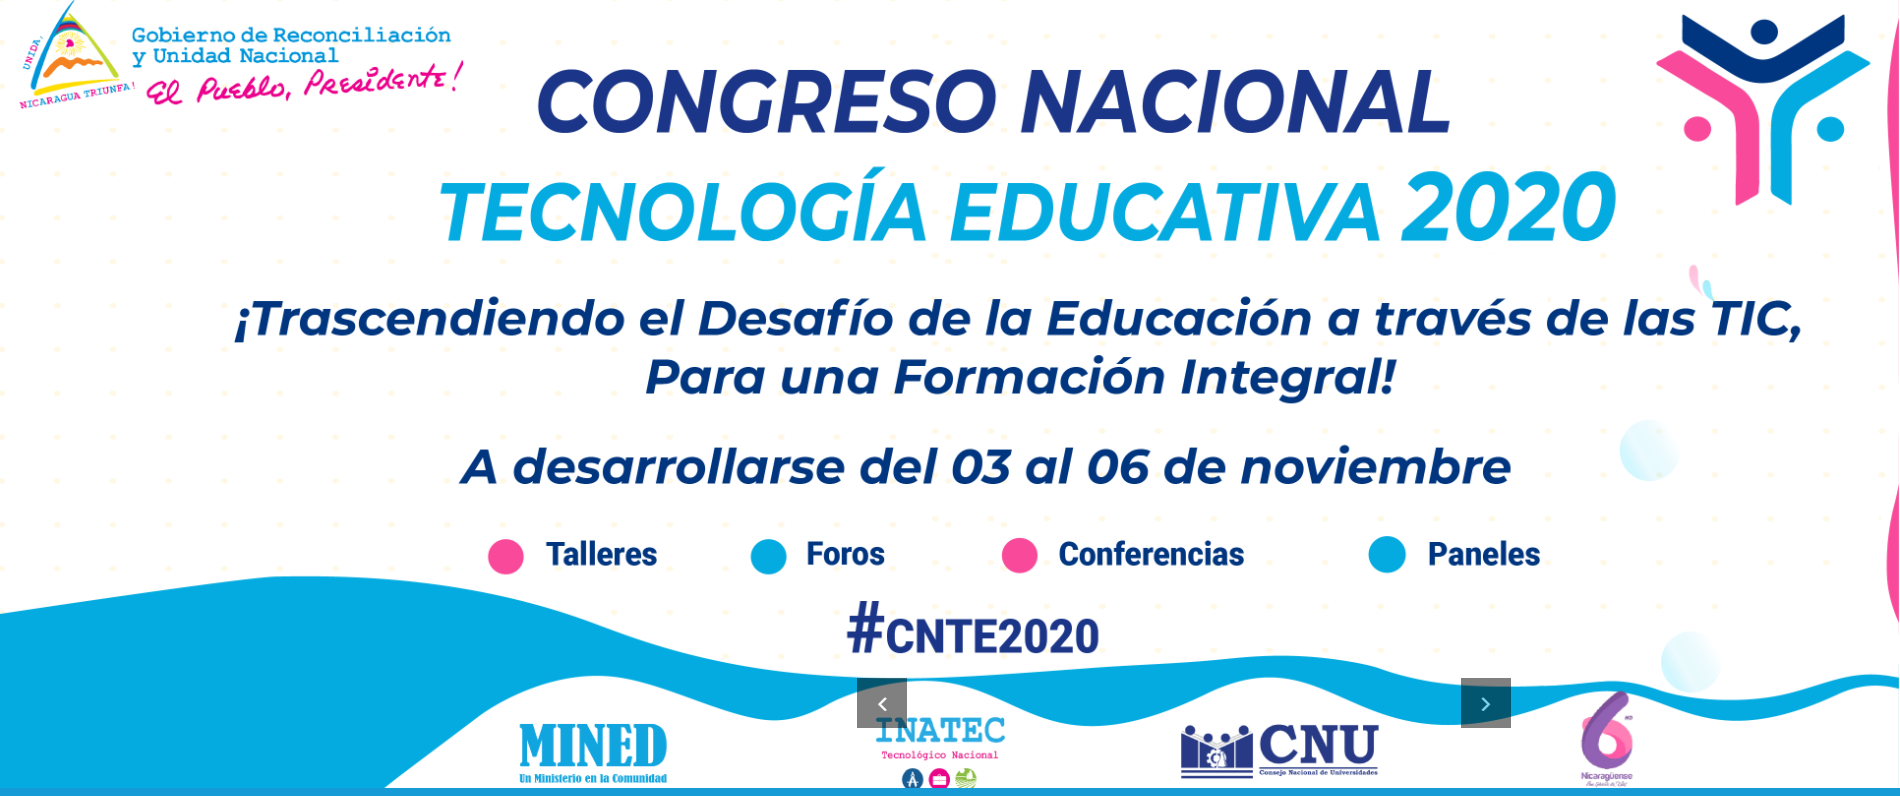 UNIDA,
NICARAGUA TRIUNFA!
Gobierno de Reconciliación
y Unidad Nacional
El Pueblo, Presidente!
CONGRESO NACIONAL
TECNOLOGÍA EDUCATIVA 2020
¡Trascendiendo el Desafío de la Educación a través de las TIC,
Para una Formación Integral!
A desarrollarse del 03 al 06 de noviembre
Talleres
Foros
Conferencias
Paneles
#CNTE2020
MINED
Un Ministerio en la Comunidad
INATEC
Tecnológico Nacional
CNU
Consejo Nacional de Universidades
6
Nicaragüense